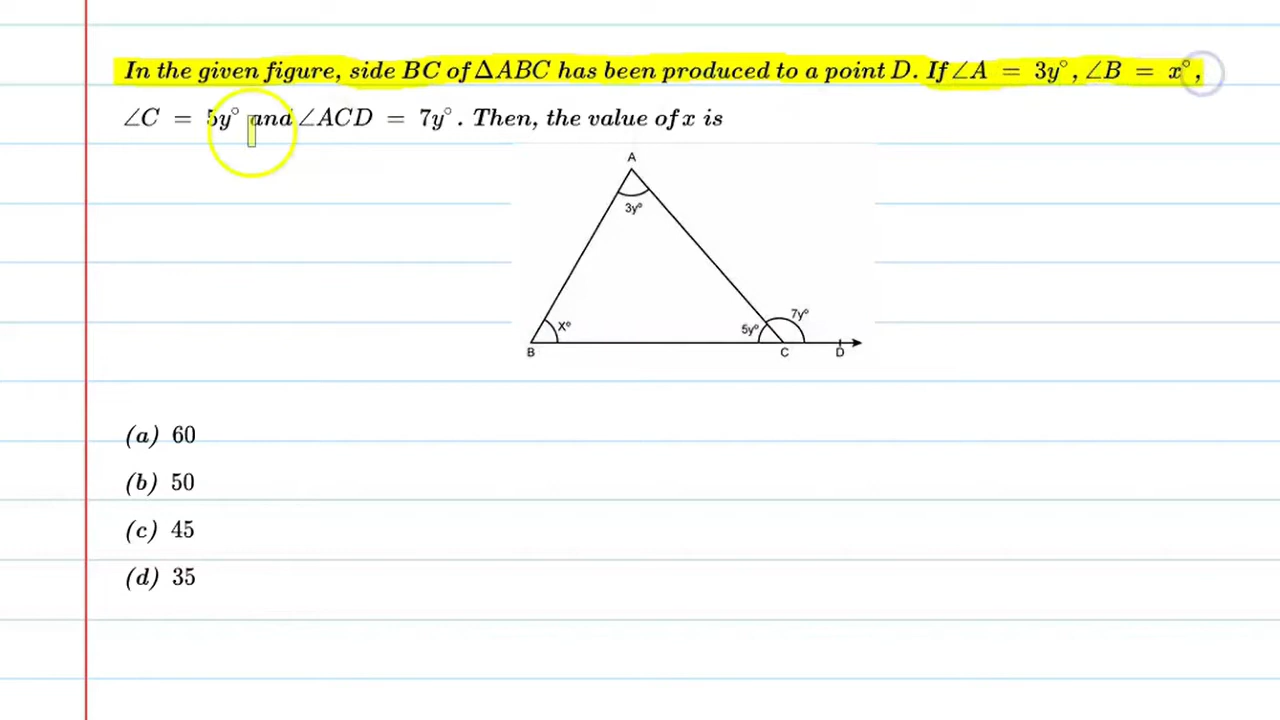 In the given figure, side BC of ΔABC has been produced to a point D. If ∠A = 3y°, ∠B = x°,
∠C = 5y° and ∠ACD = 7y°. Then, the value of x is
A
3y°
7y°
X°
5y°
B
C
D
(a) 60
(b) 50
(c) 45
(d) 35